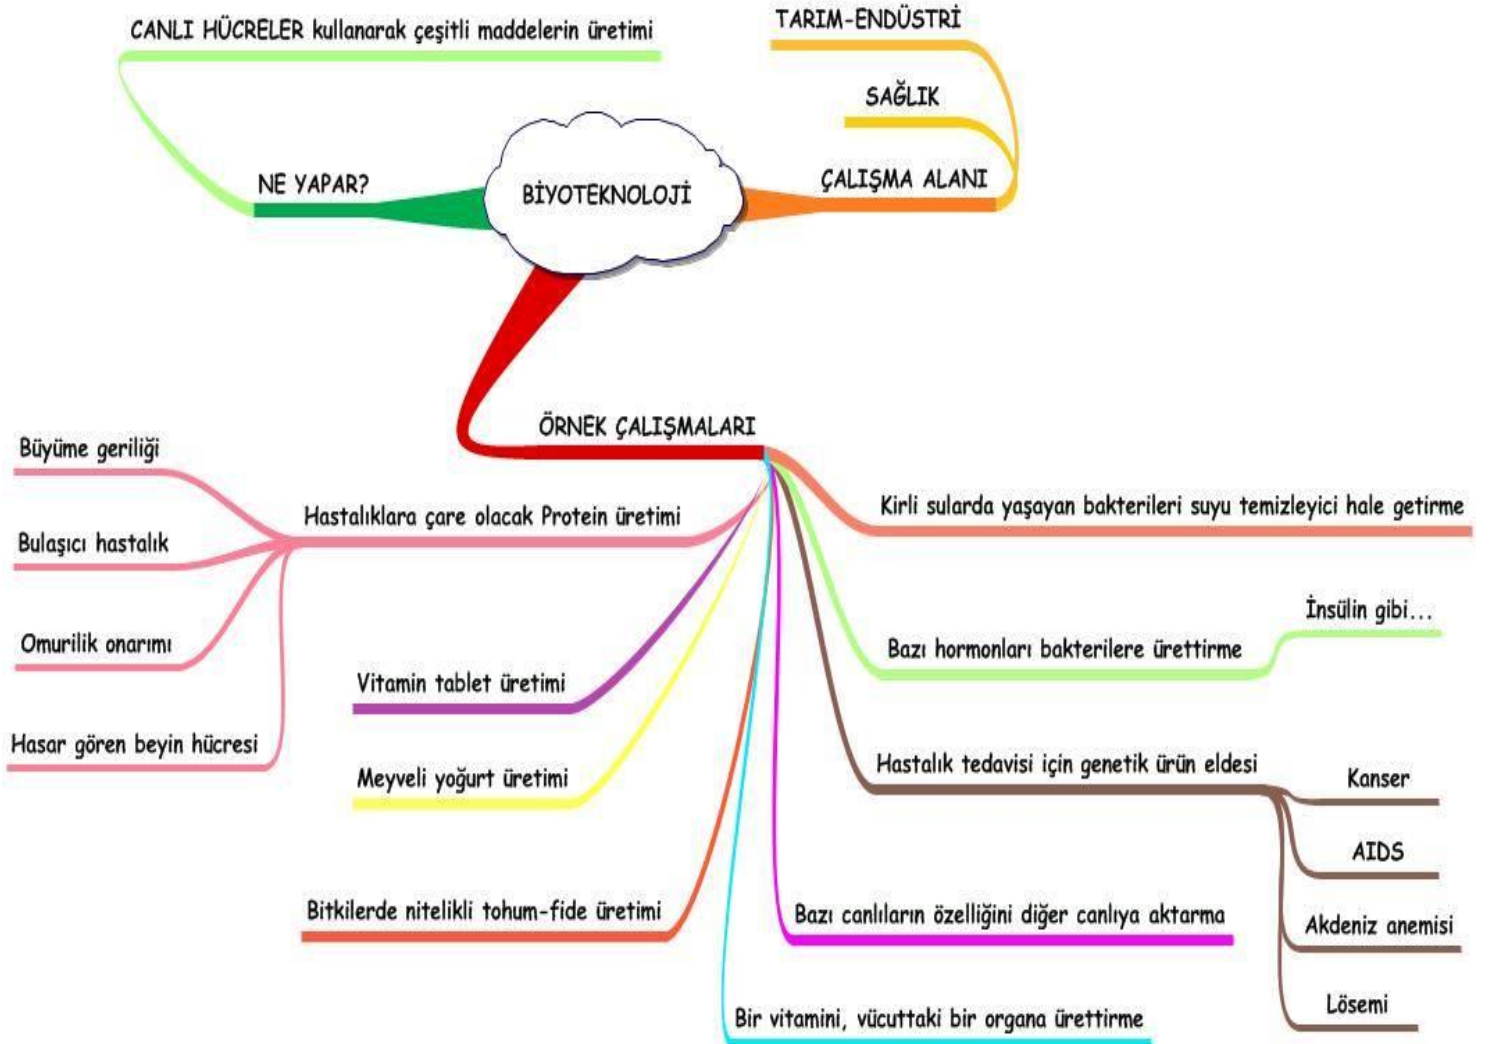 CANLI HÜCRELER kullanarak çeşitli maddelerin üretimi
NE YAPAR?
BİYOTEKNOLOJİ
TARIM-ENDÜSTRİ
SAĞLIK
ÇALIŞMA ALANI
ÖRNEK ÇALIŞMALARI
Hastalıklara çare olacak Protein üretimi
Büyüme geriliği
Bulaşıcı hastalık
Omurilik onarımı
Hasar gören beyin hücresi
Vitamin tablet üretimi
Meyveli yoğurt üretimi
Bitkilerde nitelikli tohum-fide üretimi
Kirli sularda yaşayan bakterileri suyu temizleyici hale getirme
Bazı hormonları bakterilere ürettirme
İnsülin gibi...
Hastalık tedavisi için genetik ürün eldesi
Kanser
AIDS
Akdeniz anemisi
Lösemi
Bazı canlıların özelliğini diğer canlıya aktarma
Bir vitamini, vücuttaki bir organa ürettirme